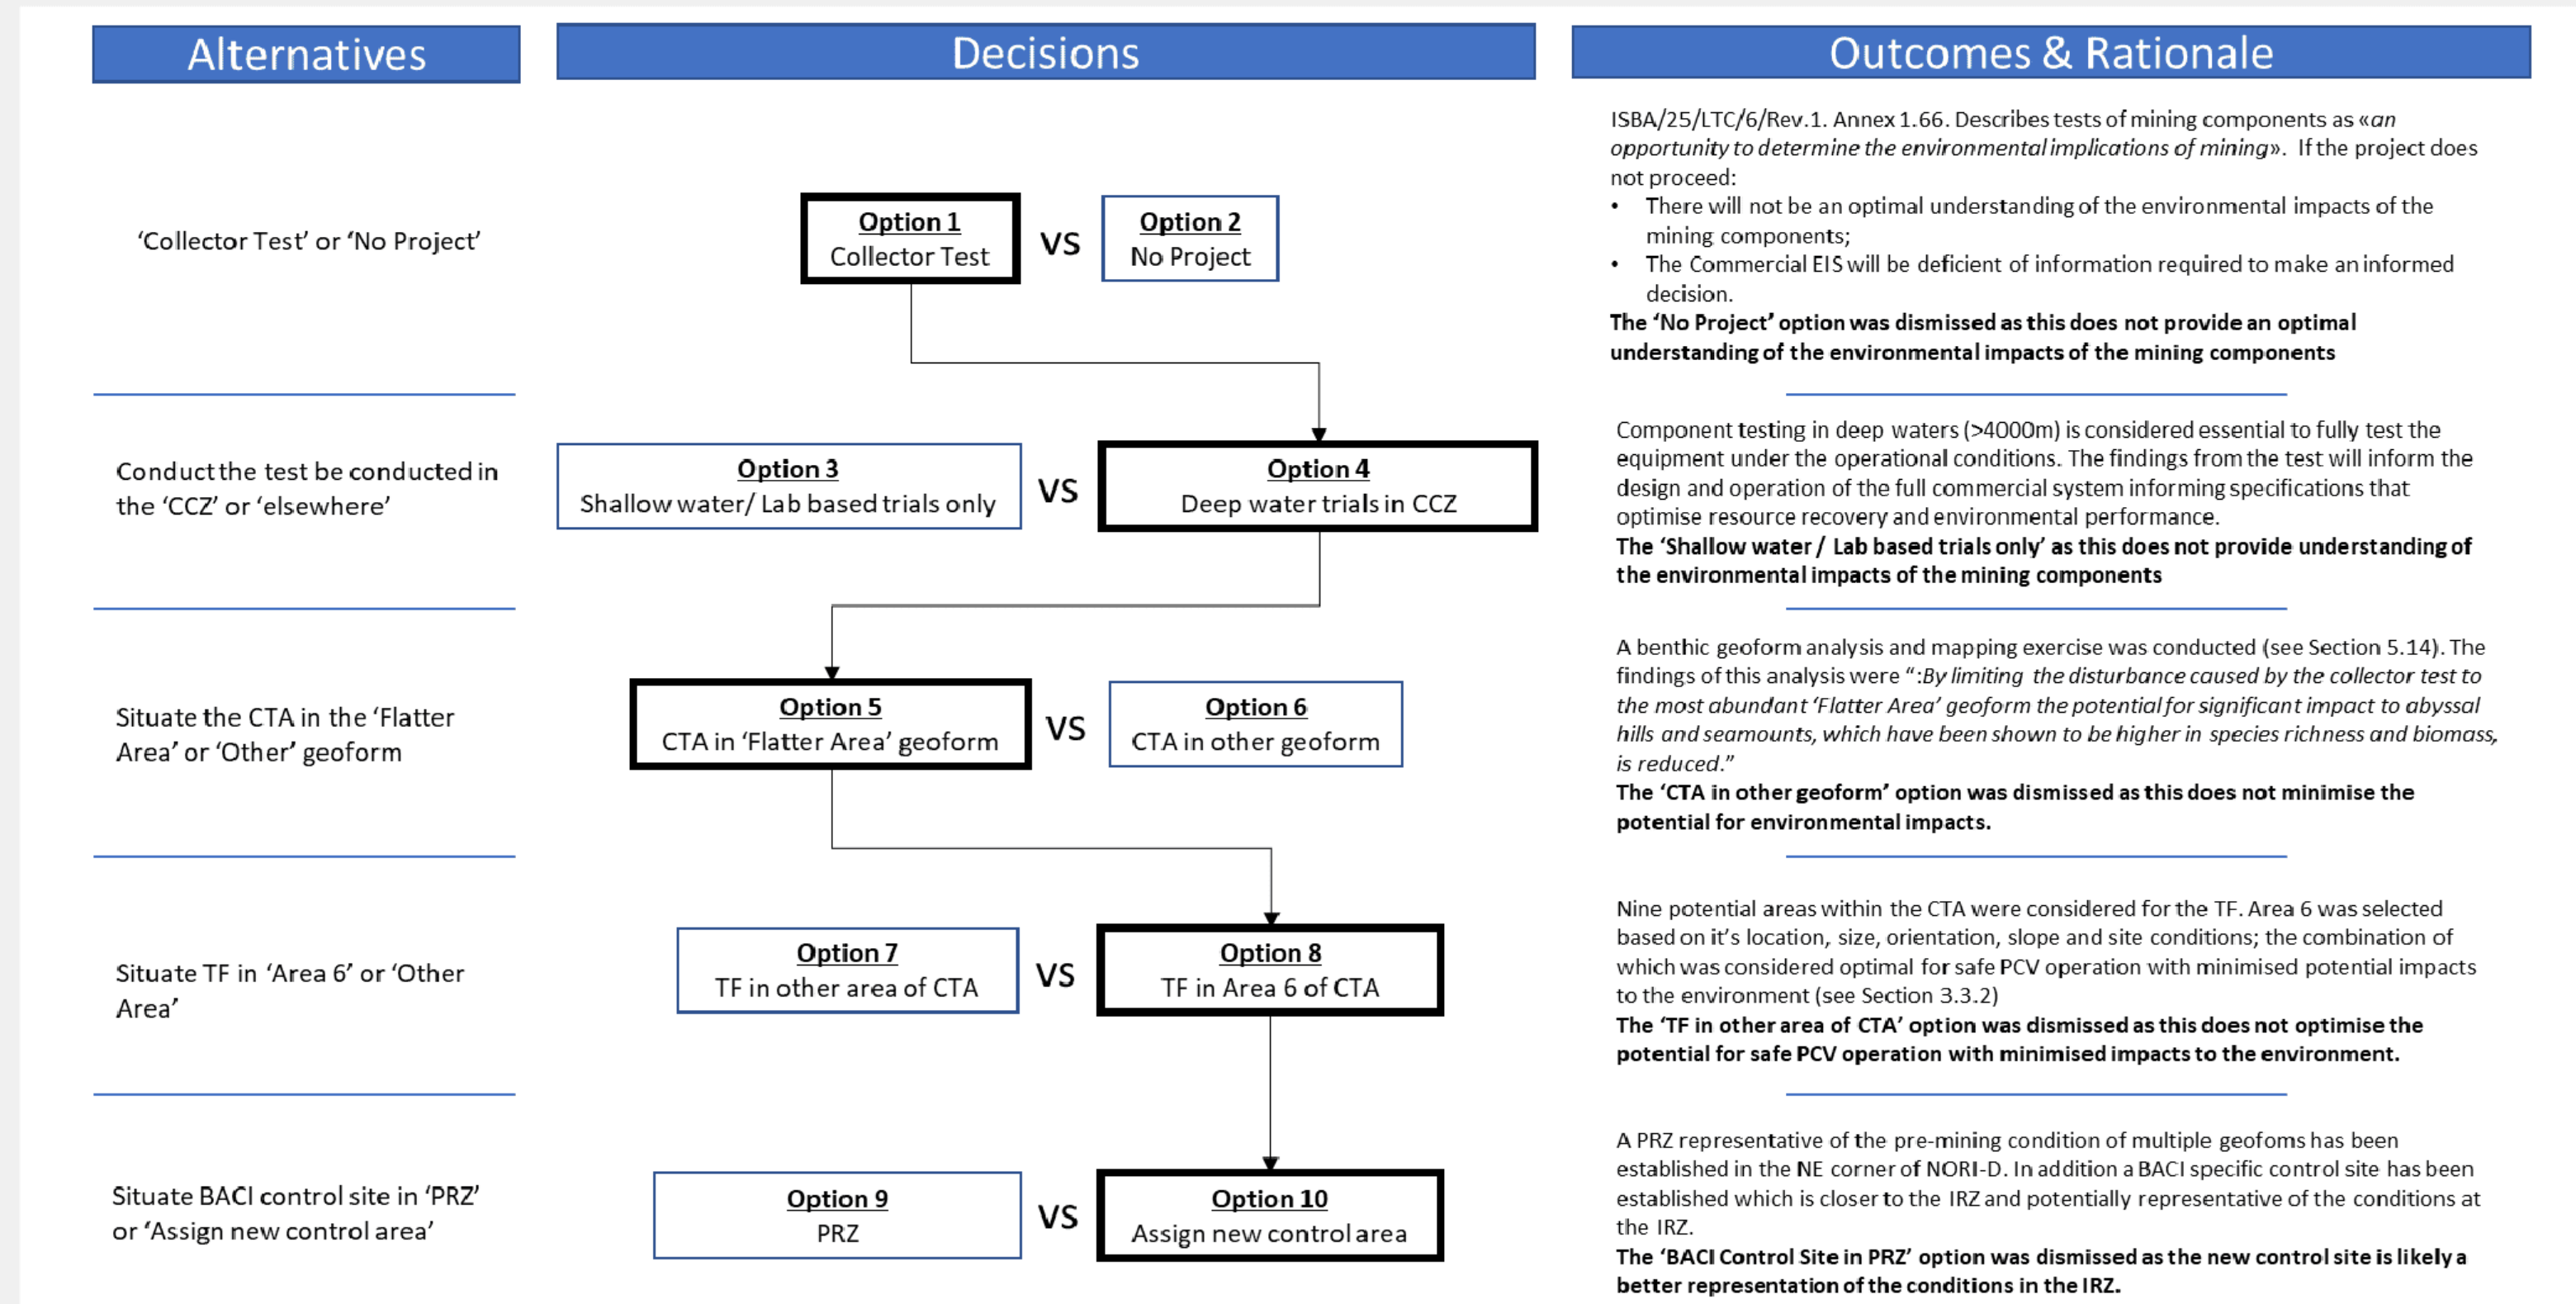 Alternatives
Decisions
Outcomes & Rationale
‘Collector Test’ or ‘No Project’
Option 1
Collector Test
VS
Option 2
No Project
ISBA/25/LTC/6/Rev.1. Annex 1.66. Describes tests of mining components as «an
opportunity to determine the environmental implications of mining». If the project does
not proceed:
• There will not be an optimal understanding of the environmental impacts of the
mining components;
• The Commercial EIS will be deficient of information required to make an informed
decision.
The ‘No Project’ option was dismissed as this does not provide an optimal
understanding of the environmental impacts of the mining components
Conduct the test be conducted in
the ‘CCZ’ or ‘elsewhere’
Option 3
Shallow water/ Lab based trials only
VS
Option 4
Deep water trials in CCZ
Component testing in deep waters (>4000m) is considered essential to fully test the
equipment under the operational conditions. The findings from the test will inform the
design and operation of the full commercial system informing specifications that
optimise resource recovery and environmental performance.
The ‘Shallow water / Lab based trials only’ as this does not provide understanding of
the environmental impacts of the mining components
Situate the CTA in the ‘Flatter
Area’ or ‘Other’ geoform
Option 5
CTA in ‘Flatter Area’ geoform
VS
Option 6
CTA in other geoform
A benthic geoform analysis and mapping exercise was conducted (see Section 5.14). The
findings of this analysis were “:By limiting the disturbance caused by the collector test to
the most abundant ‘Flatter Area’ geoform the potential for significant impact to abyssal
hills and seamounts, which have been shown to be higher in species richness and biomass,
is reduced.”
The ‘CTA in other geoform’ option was dismissed as this does not minimise the
potential for environmental impacts.
Situate TF in ‘Area 6’ or ‘Other
Area’
Option 7
TF in other area of CTA
VS
Option 8
TF in Area 6 of CTA
Nine potential areas within the CTA were considered for the TF. Area 6 was selected
based on it’s location, size, orientation, slope and site conditions; the combination of
which was considered optimal for safe PCV operation with minimised potential impacts
to the environment (see Section 3.3.2)
The ‘TF in other area of CTA’ option was dismissed as this does not optimise the
potential for safe PCV operation with minimised impacts to the environment.
Situate BACI control site in ‘PRZ’
or ‘Assign new control area’
Option 9
PRZ
VS
Option 10
Assign new control area
A PRZ representative of the pre-mining condition of multiple geofoms has been
established in the NE corner of NORI-D. In addition a BACI specific control site has been
established which is closer to the IRZ and potentially representative of the conditions at
the IRZ.
The ‘BACI Control Site in PRZ’ option was dismissed as the new control site is likely a
better representation of the conditions in the IRZ.